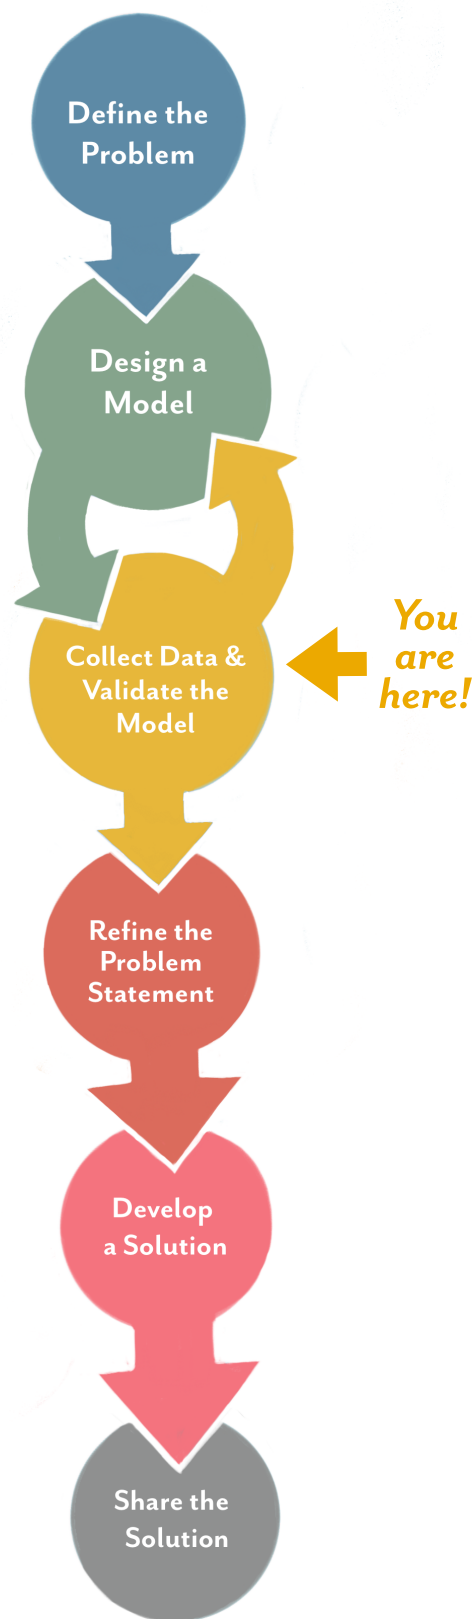 Define the
Problem
Design a
Model
Collect Data &
Validate the
Model
You
are
here!
Refine the
Problem
Statement
Develop
a Solution
Share the
Solution